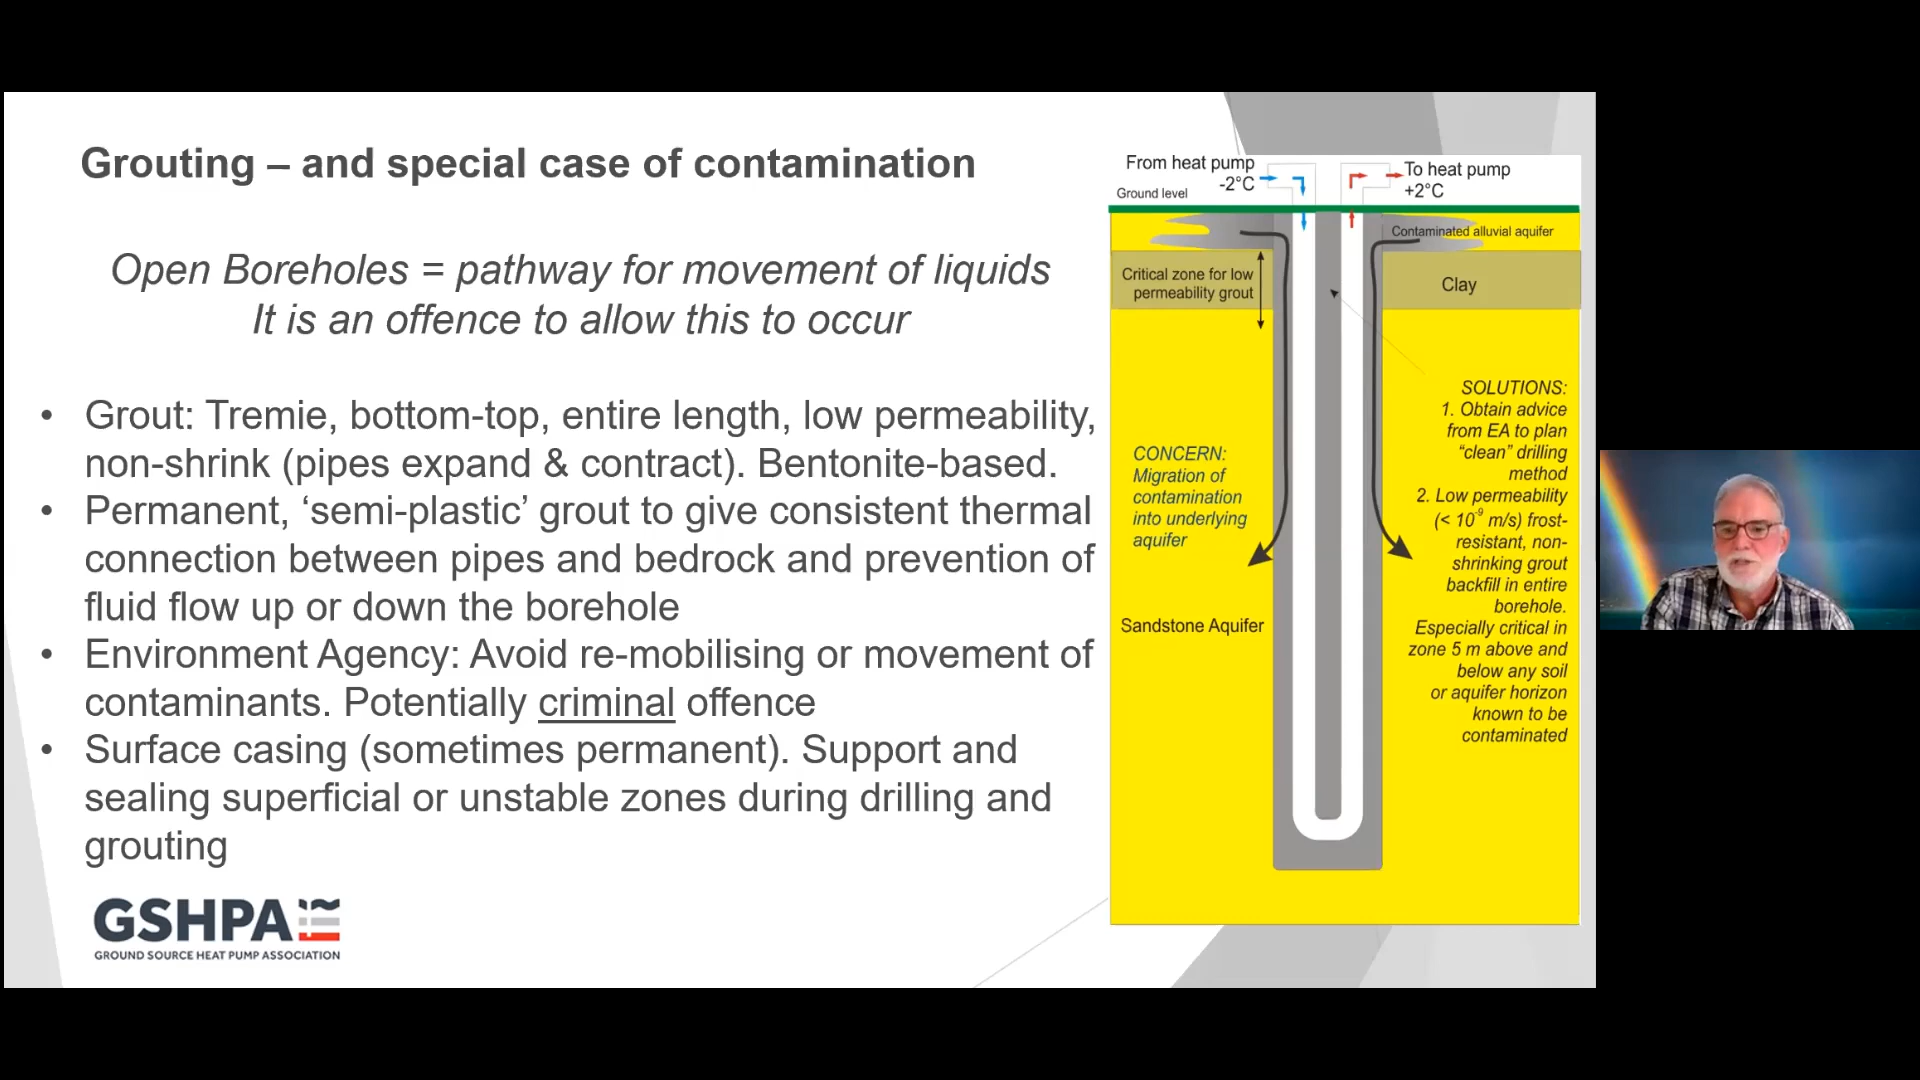 Grouting – and special case of contamination
Open Boreholes = pathway for movement of liquids
It is an offence to allow this to occur
• Grout: Tremie, bottom-top, entire length, low permeability,
non-shrink (pipes expand & contract). Bentonite-based.
• Permanent, ‘semi-plastic’ grout to give consistent thermal
connection between pipes and bedrock and prevention of
fluid flow up or down the borehole
• Environment Agency: Avoid re-mobilising or movement of
contaminants. Potentially criminal offence
• Surface casing (sometimes permanent). Support and
sealing superficial or unstable zones during drilling and
grouting
GSHPA
GROUND SOURCE HEAT PUMP ASSOCIATION
From heat pump
-2°C
To heat pump
+2°C
Ground level
Contaminated alluvial aquifer
Critical zone for low
permeability grout
Clay
CONCERN:
Migration of
contamination
into underlying
aquifer
Sandstone Aquifer
SOLUTIONS:
1. Obtain advice
from EA to plan
“clean” drilling
method
2. Low permeability
(< 10⁻⁹ m/s) frost-
resistant, non-
shrinking grout
backfill in entire
borehole.
Especially critical in
zone 5 m above and
below any soil
or aquifer horizon
known to be
contaminated